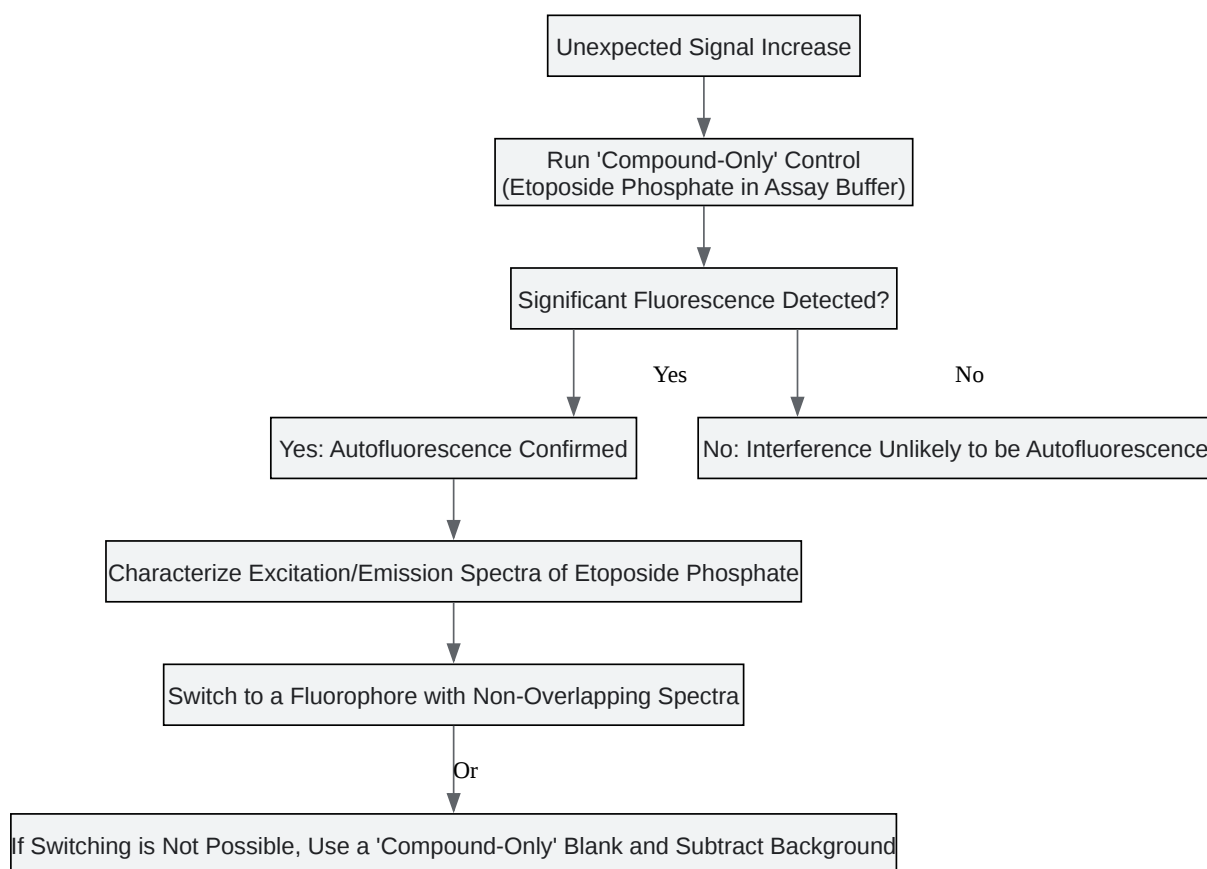 Unexpected Signal Increase
Run 'Compound-Only' Control
(Etoposide Phosphate in Assay Buffer)
Significant Fluorescence Detected?
Yes
No
Yes: Autofluorescence Confirmed
No: Interference Unlikely to be Autofluorescence
Characterize Excitation/Emission Spectra of Etoposide Phosphate
Switch to a Fluorophore with Non-Overlapping Spectra
Or
If Switching is Not Possible, Use a 'Compound-Only' Blank and Subtract Background